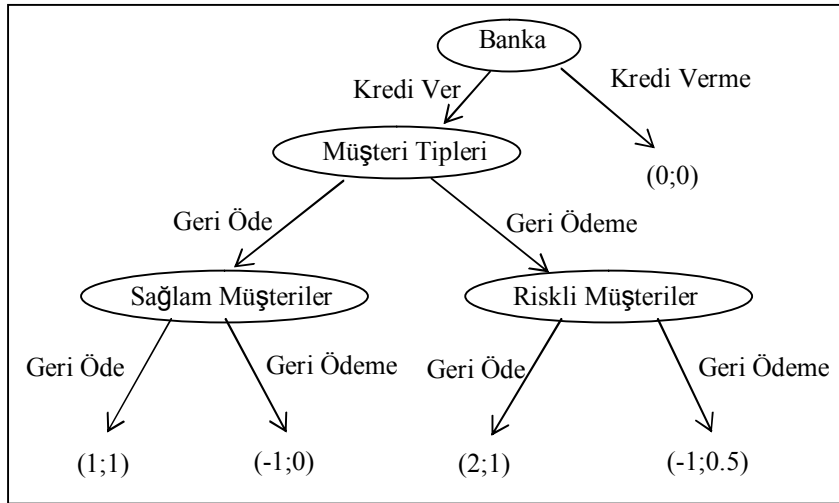 Banka
Kredi Ver
Kredi Verme
Müşteri Tipleri
(0;0)
Geri Öde
Geri Ödeme
Sağlam Müşteriler
Riskli Müşteriler
Geri Öde
Geri Ödeme
Geri Öde
Geri Ödeme
(1;1)
(-1;0)
(2;1)
(-1;0.5)